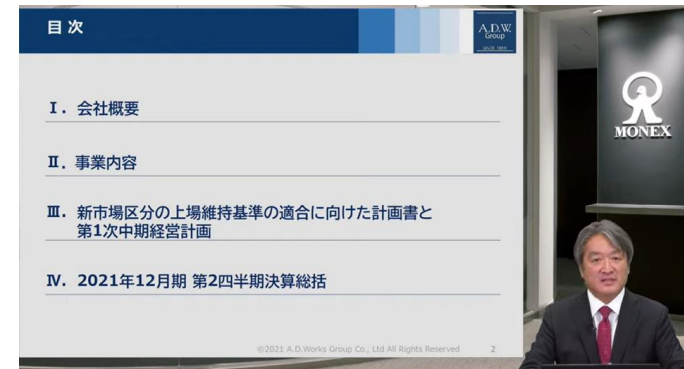 目次
A.D.W.
Group
Ⅰ. 会社概要
Ⅱ. 事業内容
Ⅲ. 新市場区分の上場維持基準の適合に向けた計画書と
第1次中期経営計画
Ⅳ. 2021年12月期 第2四半期決算総括
©2021 A.D.Works Group Co., Ltd All Rights Reserved 2
MONEX